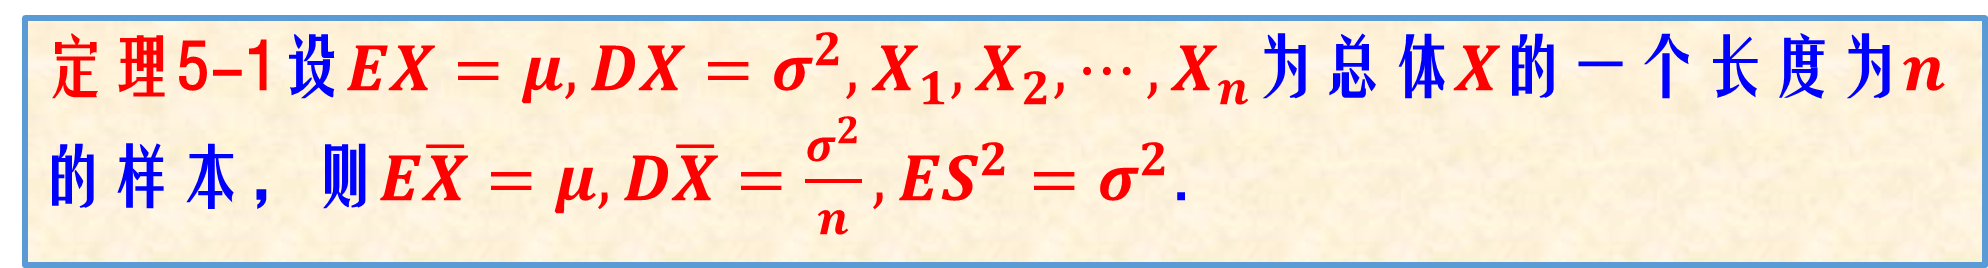 定理5-1设EX = μ, DX = σ², X₁, X₂, ⋯, Xₙ为总体X的一个长度为n
的样本，则EX̅ = μ, DX̅ = σ²/n, ES² = σ².